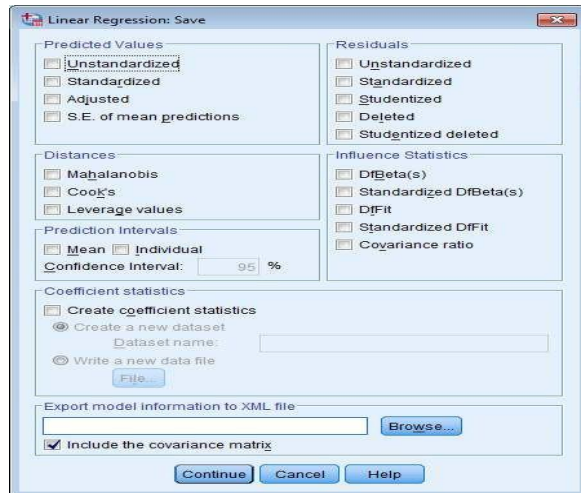 Linear Regression: Save
Predicted Values
Unstandardized
Standardized
Adjusted
S.E. of mean predictions
Residuals
Unstandardized
Standardized
Studentized
Deleted
Studentized deleted
Distances
Mahalanobis
Cook's
Leverage values
Influence Statistics
DfBeta(s)
Standardized DfBeta(s)
DfFit
Standardized DfFit
Covariance ratio
Prediction Intervals
Mean Individual
Confidence Interval: 95 %
Coefficient statistics
Create coefficient statistics
Create a new dataset
Dataset name:
Write a new data file
File...
Export model information to XML file
Browse...
Include the covariance matrix
Continue Cancel Help